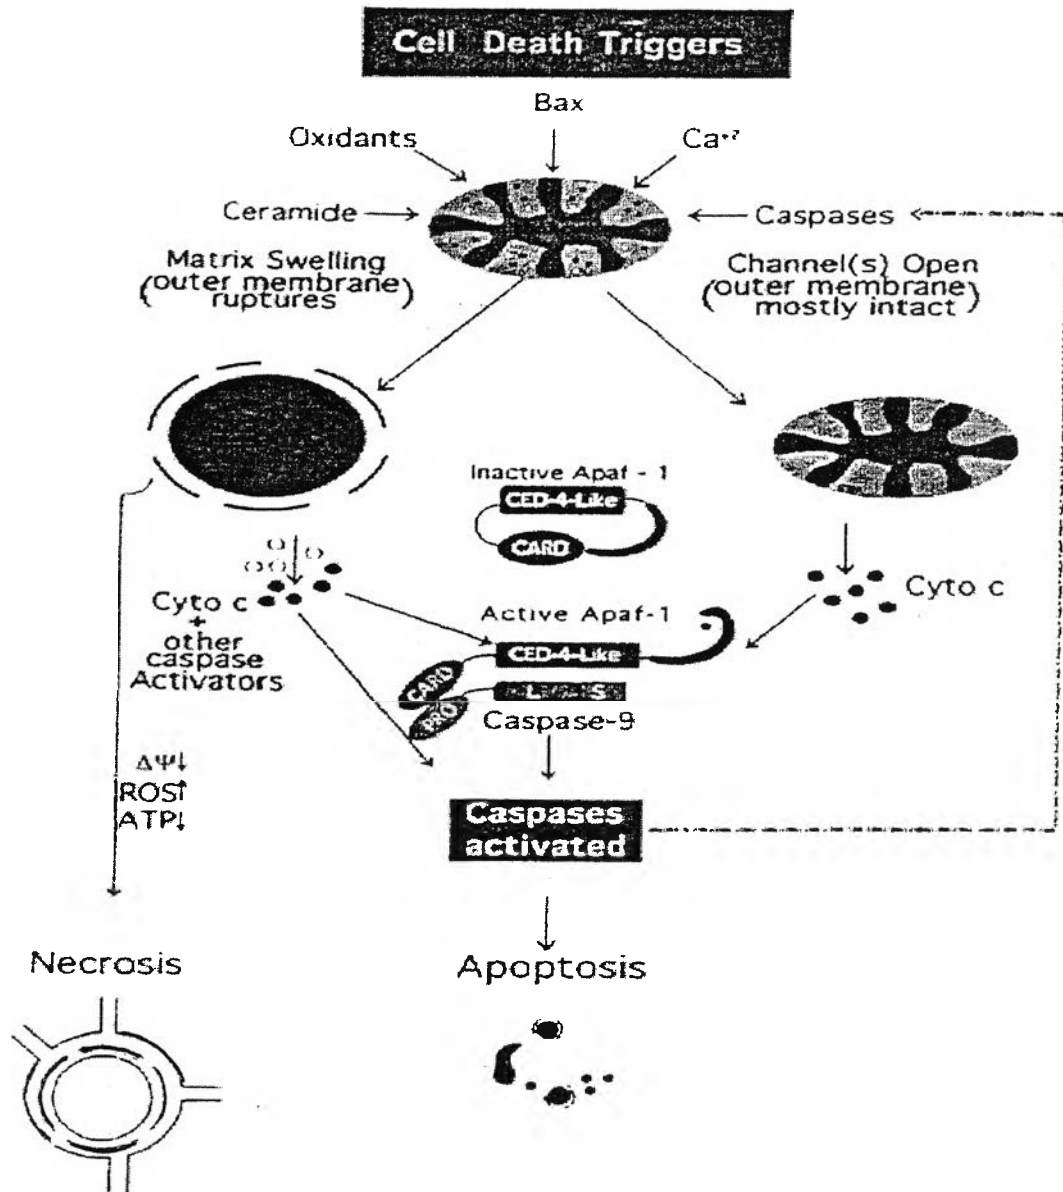 Cell Death Triggers
Bax
Oxidants
Ca+2
Ceramide
Caspases
Matrix Swelling
(outer membrane)
ruptures
Channel(s) Open
(outer membrane)
mostly intact
Inactive Apaf - 1
CED-4-Like
CARD
Cyto c
+
other
caspase
Activators
Active Apaf-1
CED-4-Like
CARD
L S
PRO
Caspase-9
Cyto c
ΔΨ↓
ROS↑
ATP↓
Caspases
activated
Necrosis
Apoptosis